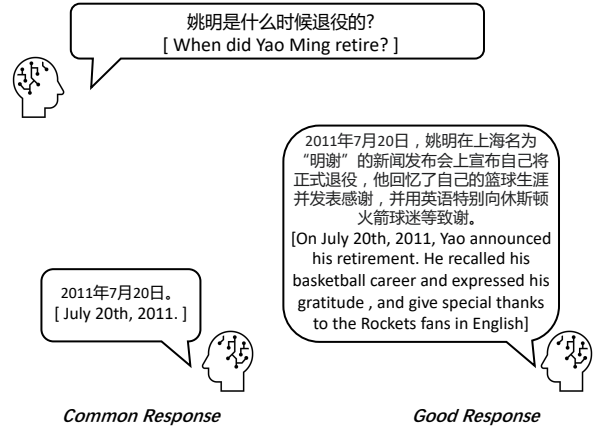 姚明是什么时候退役的?
[ When did Yao Ming retire? ]
2011年7月20日，姚明在上海名为
“明谢”的新闻发布会上宣布自己将
正式退役，他回忆了自己的篮球生涯
并发表感谢，并用英语特别向休斯顿
火箭球迷等致谢。
[On July 20th, 2011, Yao announced
his retirement. He recalled his
basketball career and expressed his
gratitude , and give special thanks
to the Rockets fans in English]
2011年7月20日。
[ July 20th, 2011. ]
Common Response
Good Response